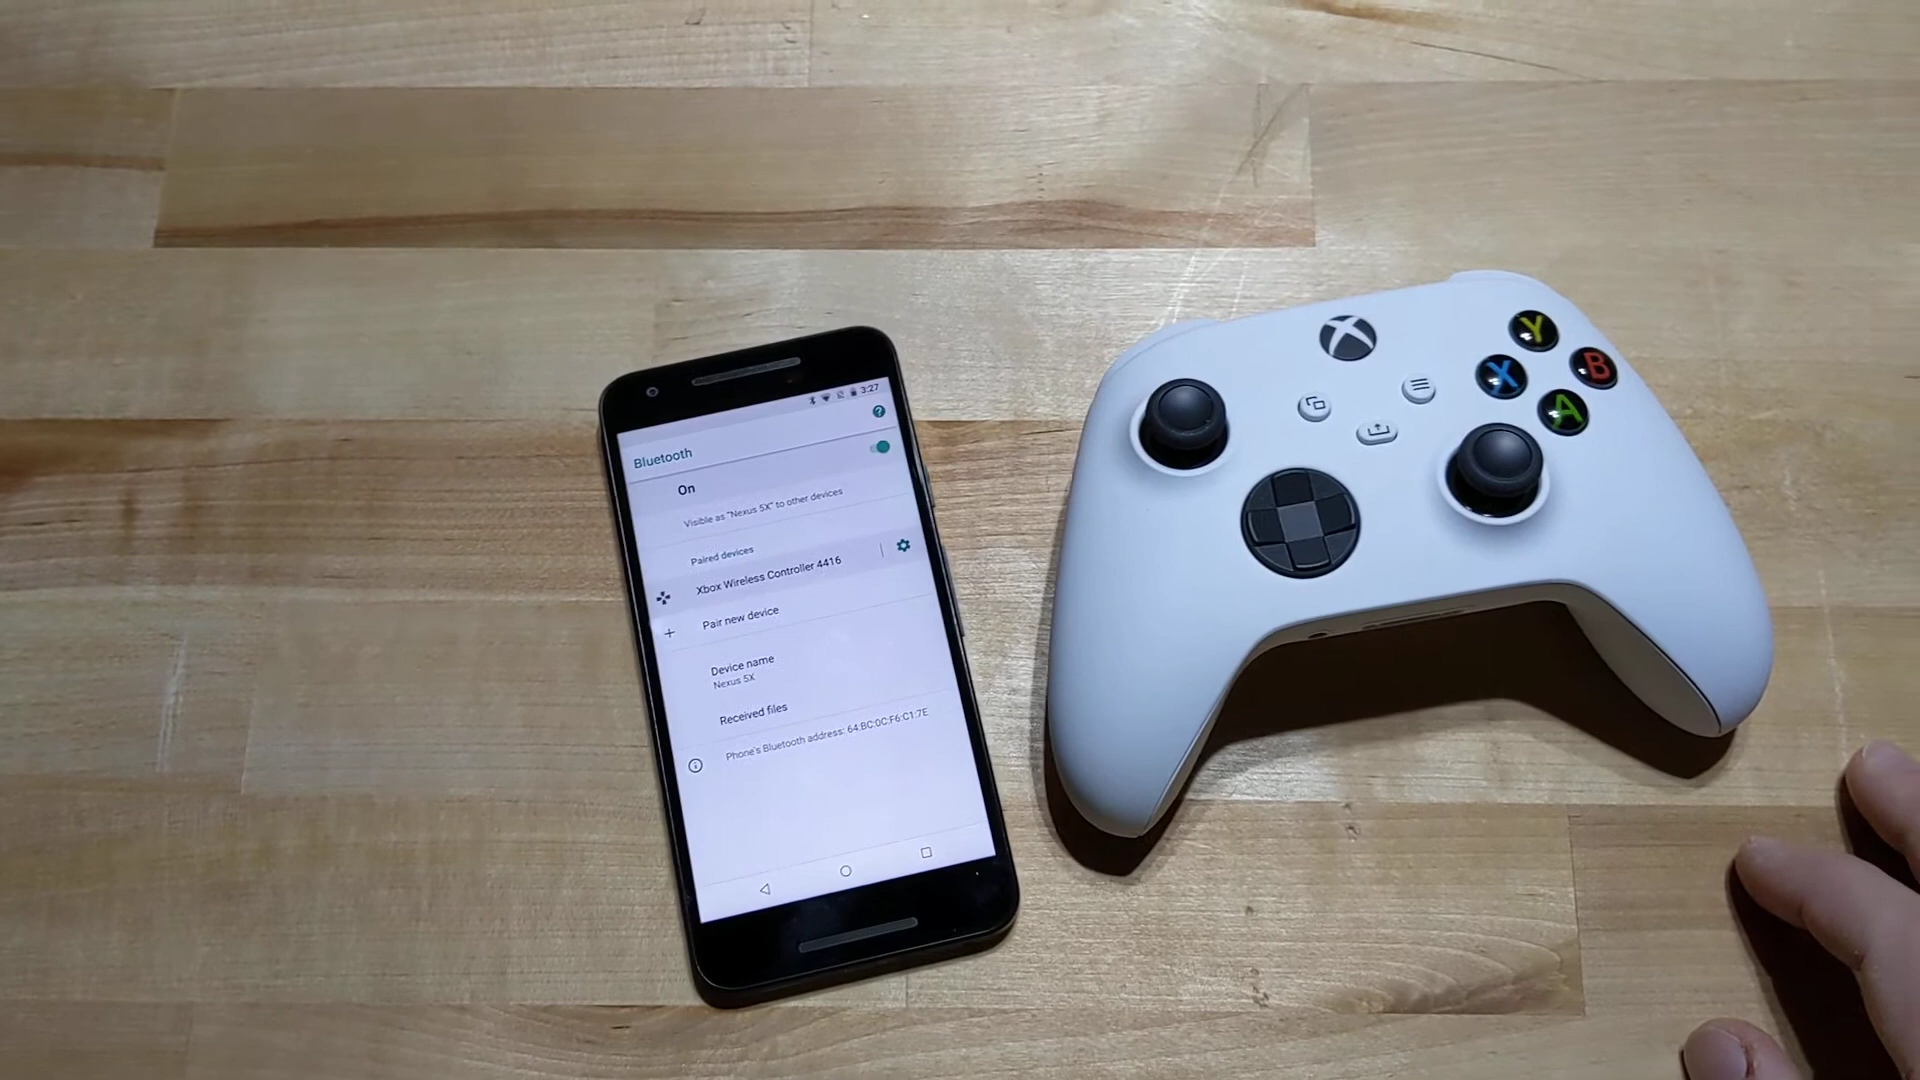 3:27
Bluetooth
On
Visible as "Nexus 5X" to other devices
Paired devices
Xbox Wireless Controller 4416
Pair new device
Device name
Nexus 5X
Received files
Phone's Bluetooth address: 64:BC:0C:F6:C1:7E
Y
X
B
A